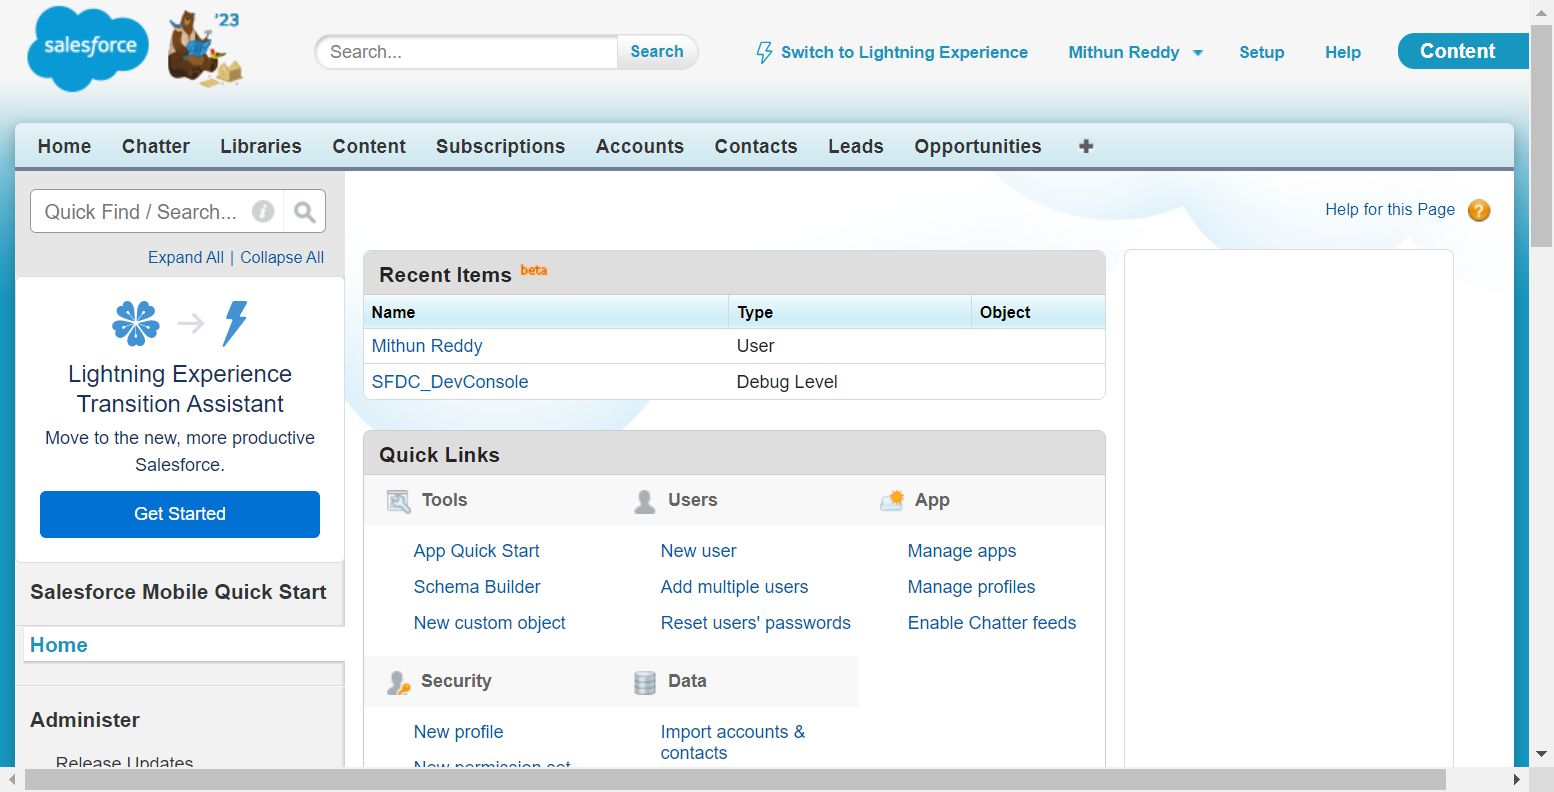 salesforce
'23
Search...
Search
Switch to Lightning Experience
Mithun Reddy
Setup
Help
Content
Home
Chatter
Libraries
Content
Subscriptions
Accounts
Contacts
Leads
Opportunities
Quick Find / Search...
Expand All | Collapse All
Lightning Experience
Transition Assistant
Move to the new, more productive
Salesforce.
Get Started
Salesforce Mobile Quick Start
Home
Administer
Release Updates
Help for this Page
Recent Items beta
Name Type Object
Mithun Reddy User
SFDC_DevConsole Debug Level
Quick Links
Tools
App Quick Start
Schema Builder
New custom object
Users
New user
Add multiple users
Reset users' passwords
App
Manage apps
Manage profiles
Enable Chatter feeds
Security
New profile
New permission set
Data
Import accounts &
contacts